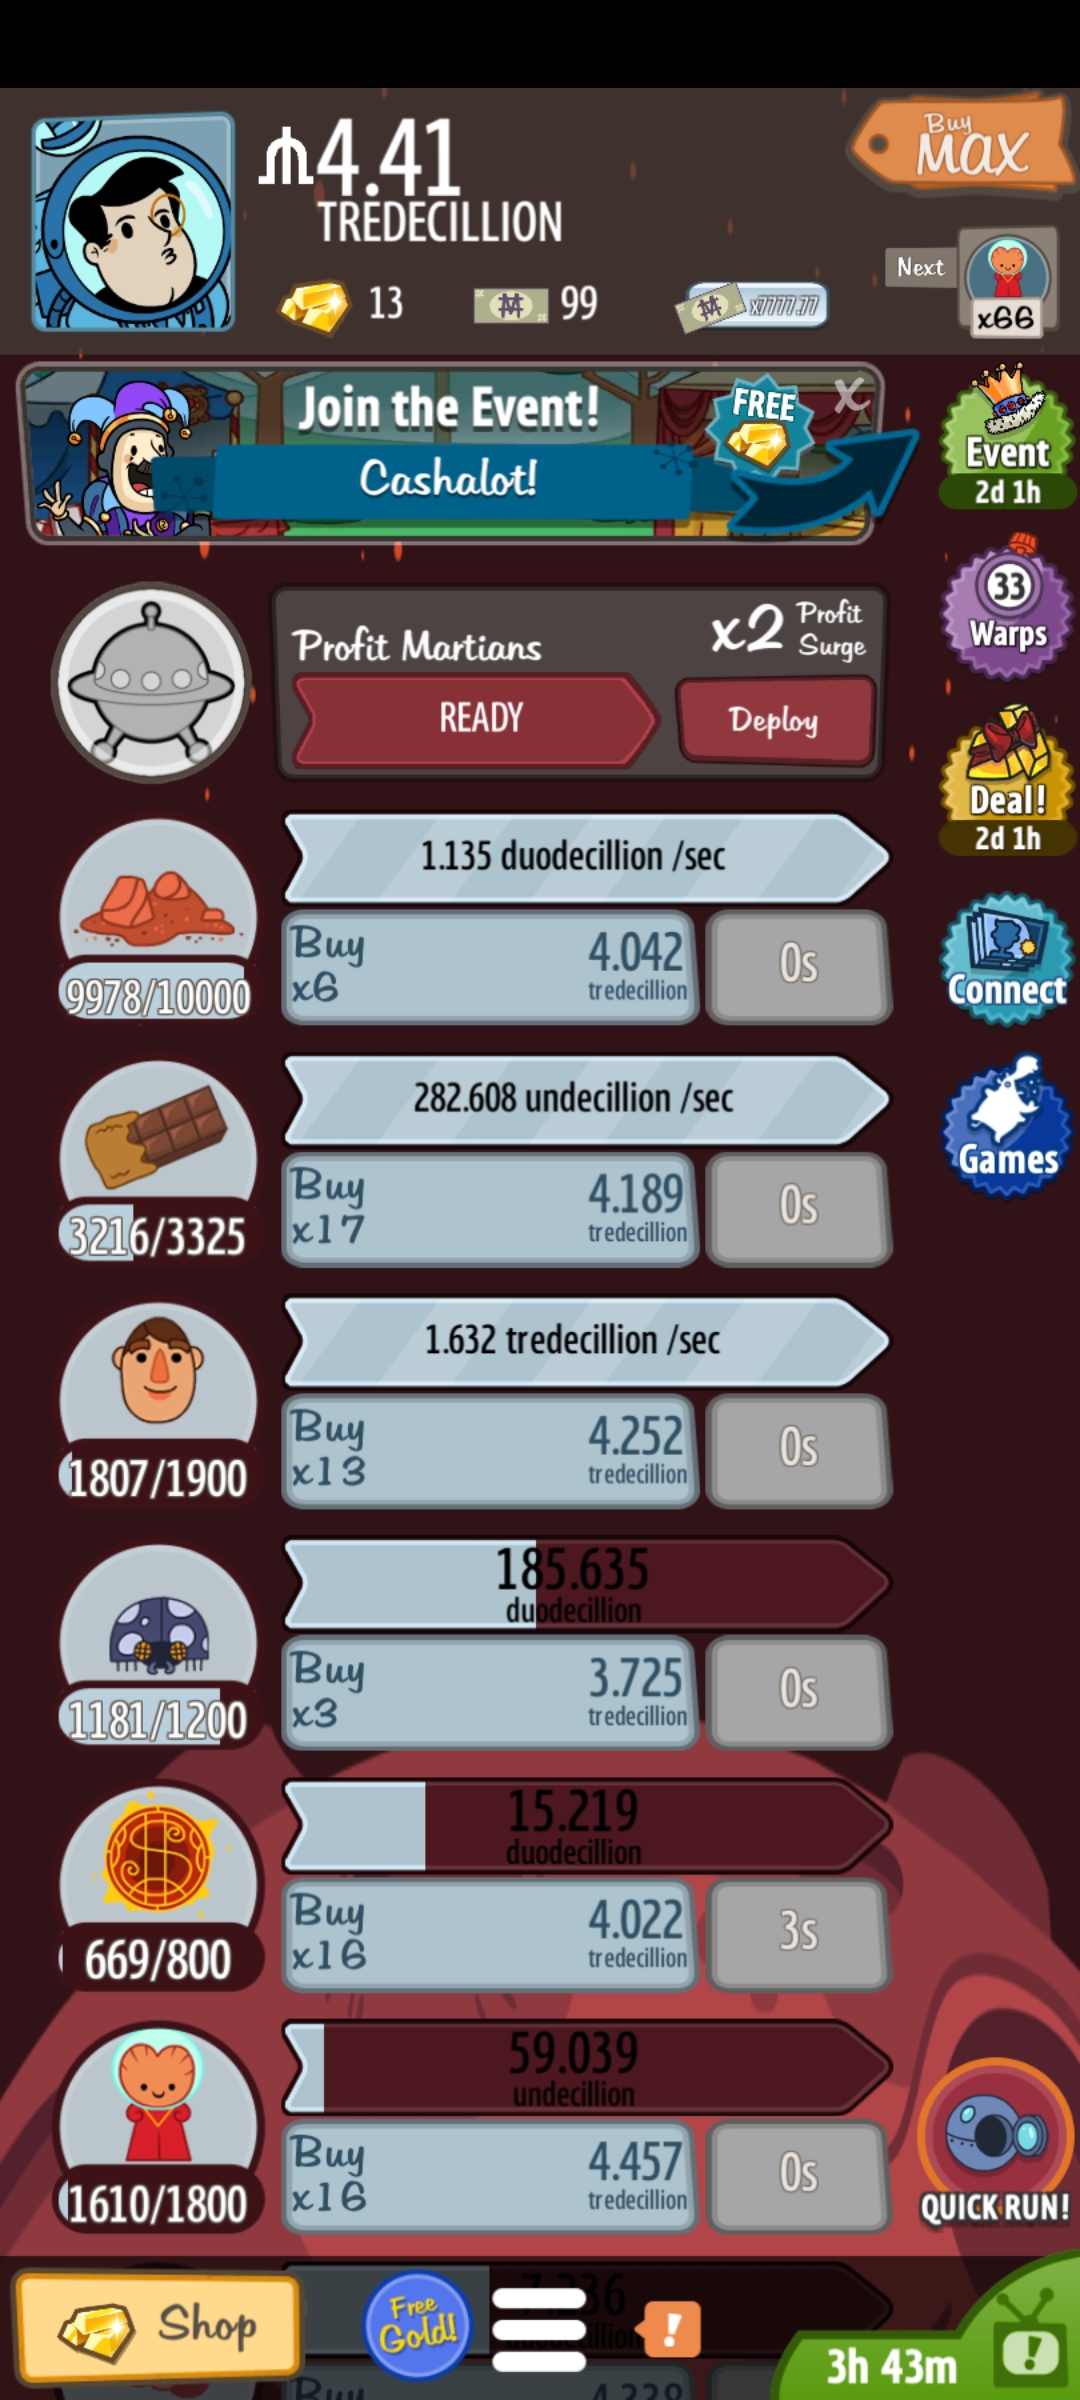 4.41
TREDECILLION
Buy
MAX
13
99
x7777.77
Next
x66
Join the Event!
Cashalot!
FREE
X
Event
2d 1h
33
Warps
Profit Martians
x2 Profit
Surge
READY
Deploy
Deal!
2d 1h
1.135 duodecillion /sec
9978/10000
Buy
x6
4.042
tredecillion
0s
Connect
282.608 undecillion /sec
3216/3325
Buy
x17
4.189
tredecillion
0s
Games
1.632 tredecillion /sec
1807/1900
Buy
x13
4.252
tredecillion
0s
185.635
duodecillion
1181/1200
Buy
x3
3.725
tredecillion
0s
15.219
duodecillion
669/800
Buy
x16
4.022
tredecillion
3s
59.039
undecillion
1610/1800
Buy
x16
4.457
tredecillion
0s
QUICK RUN!
Shop
Free
Gold!
!
3h 43m
!
Buy